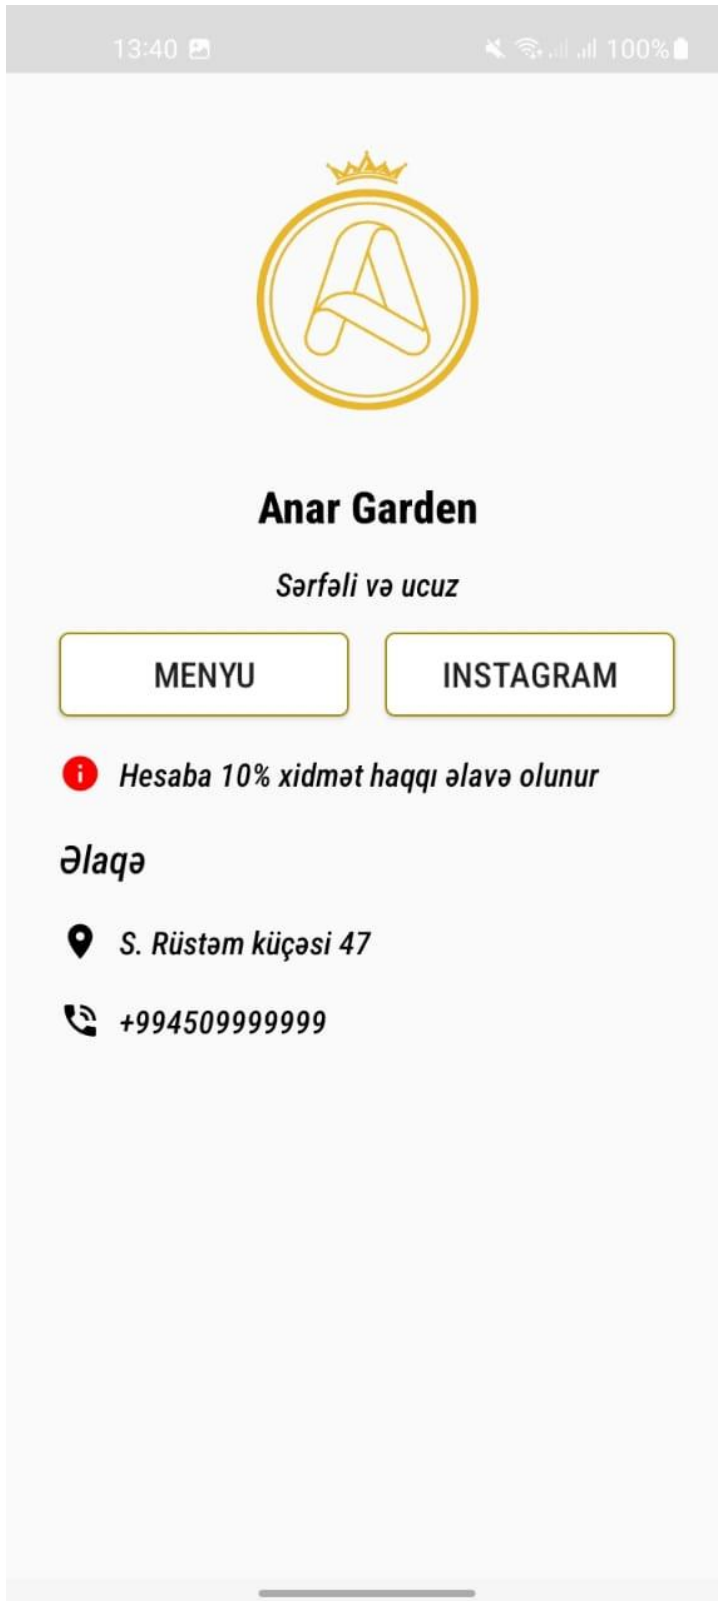 13:40 100%
Anar Garden
Sərfəli və ucuz
MENYU INSTAGRAM
Hesaba 10% xidmət haqqı əlavə olunur
Əlaqə
S. Rüstəm küçəsi 47
+994509999999